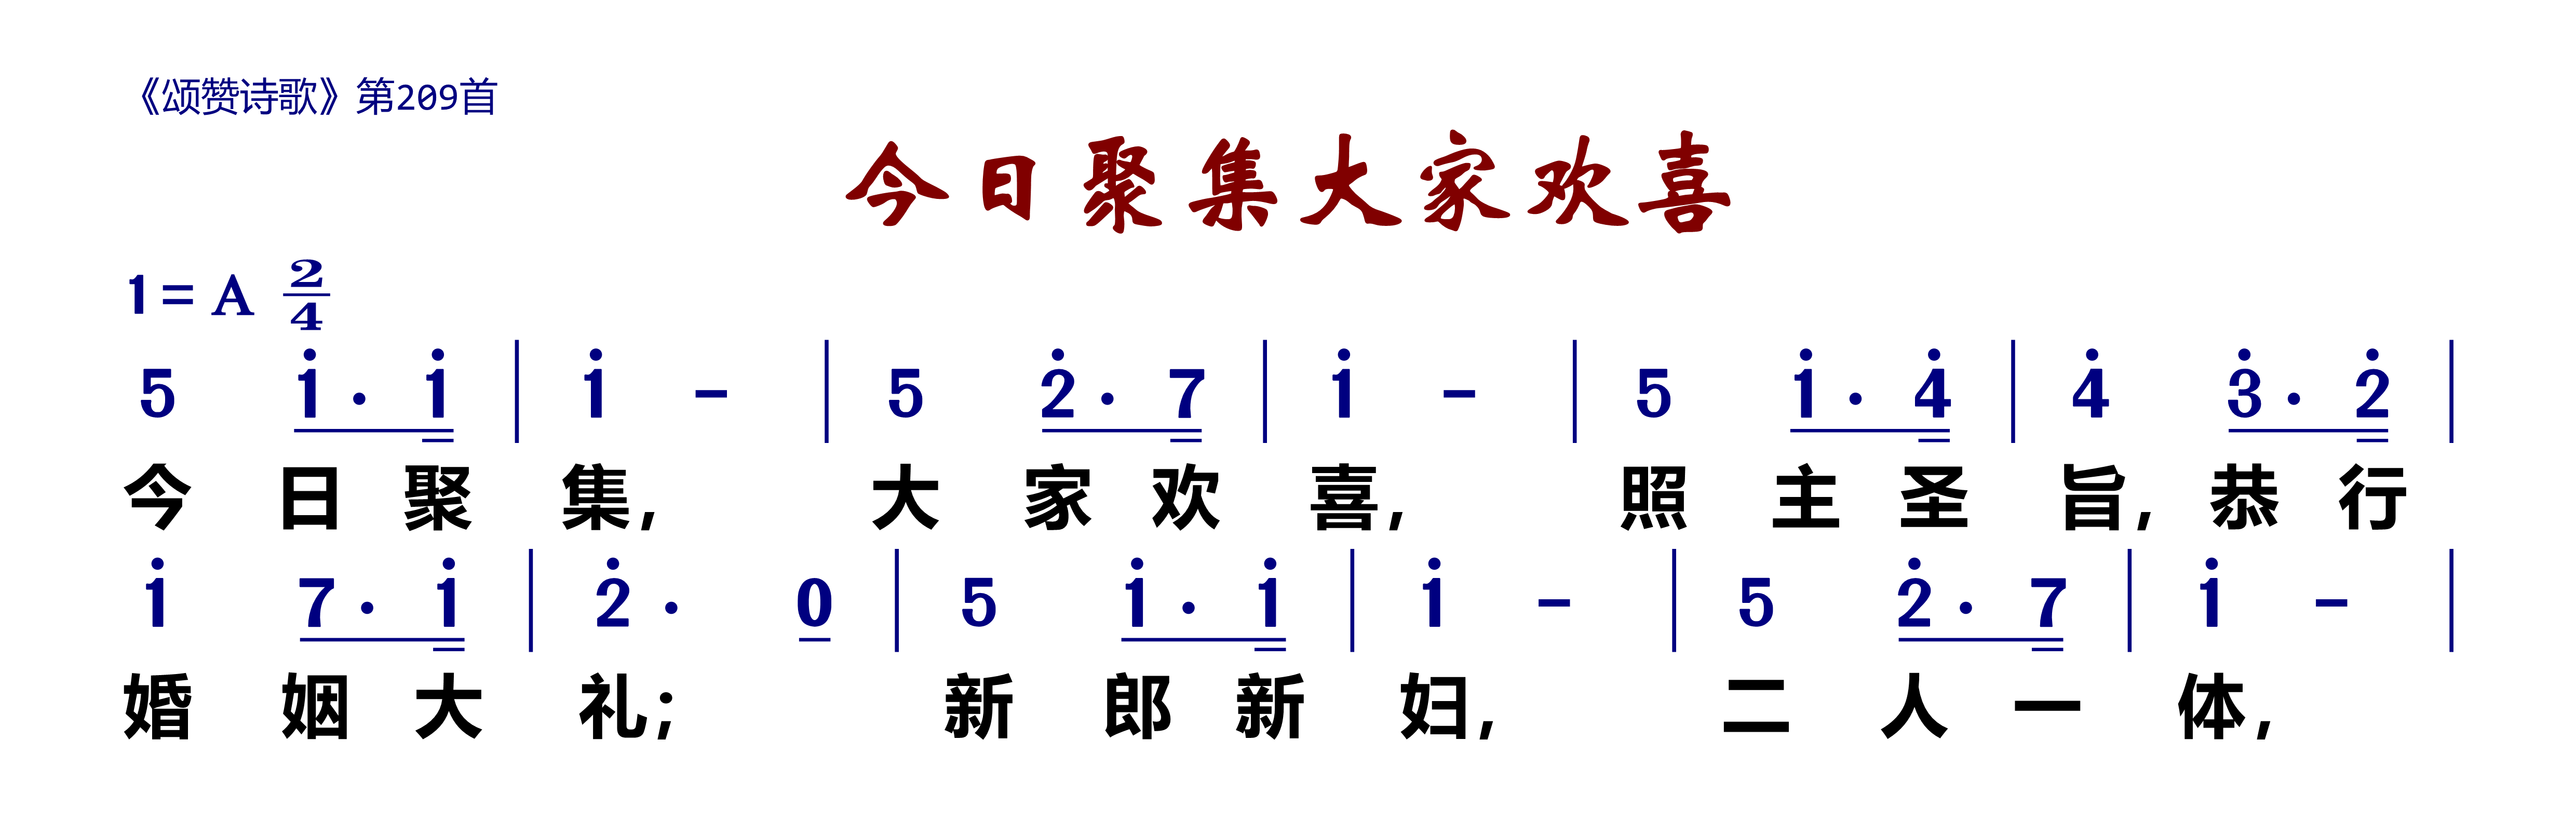 《颂赞诗歌》第209首
今日聚集大家欢喜
1=A 2/4
5 i̇ · i̇ | i̇ - | 5 2̇ · 7 | i̇ - | 5 i̇ · 4̇ | 4̇ 3̇ · 2̇ |
今日聚集,大家欢喜,照主圣旨,恭行
i̇ 7 · i̇ | 2̇ · 0 | 5 i̇ · i̇ | i̇ - | 5 2̇ · 7 | i̇ - |
婚姻大礼;新郎新妇,二人一体,